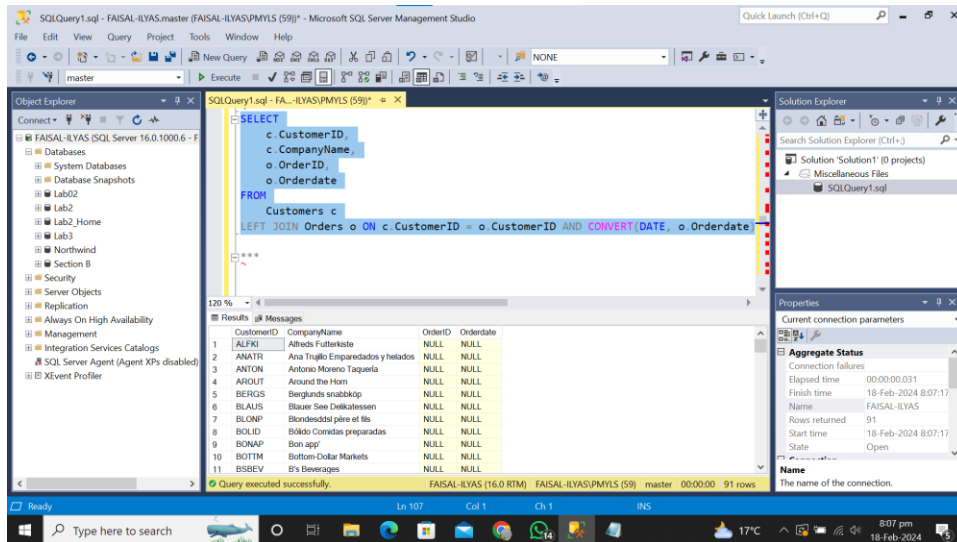 SQLQuery1.sql - FAISAL-ILYAS.master (FAISAL-ILYAS\PMYLS (59))* - Microsoft SQL Server Management Studio
Quick Launch (Ctrl+Q)
File Edit View Query Project Tools Window Help
New Query
NONE
master
Execute
Object Explorer
Connect
FAISAL-ILYAS (SQL Server 16.0.1000.6 - F
Databases
System Databases
Database Snapshots
Lab02
Lab2
Lab2_Home
Lab3
Northwind
Section B
Security
Server Objects
Replication
Always On High Availability
Management
Integration Services Catalogs
SQL Server Agent (Agent XPs disabled)
XEvent Profiler
SQLQuery1.sql - FA...-ILYAS\PMYLS (59))*
SELECT
c.CustomerID,
c.CompanyName,
o.OrderID,
o.Orderdate
FROM
Customers c
LEFT JOIN Orders o ON c.CustomerID = o.CustomerID AND CONVERT(DATE, o.Orderdate)
***
120 %
Results Messages
CustomerID CompanyName OrderID Orderdate
1 ALFKI Alfreds Futterkiste NULL NULL
2 ANATR Ana Trujillo Emparedados y helados NULL NULL
3 ANTON Antonio Moreno Taquería NULL NULL
4 AROUT Around the Horn NULL NULL
5 BERGS Berglunds snabbköp NULL NULL
6 BLAUS Blauer See Delikatessen NULL NULL
7 BLONP Blondesddsl père et fils NULL NULL
8 BOLID Bólido Comidas preparadas NULL NULL
9 BONAP Bon app' NULL NULL
10 BOTTM Bottom-Dollar Markets NULL NULL
11 BSBEV B's Beverages NULL NULL
Query executed successfully. FAISAL-ILYAS (16.0 RTM) FAISAL-ILYAS\PMYLS (59) master 00:00:00 91 rows
Solution Explorer
Search Solution Explorer (Ctrl+;)
Solution 'Solution1' (0 projects)
Miscellaneous Files
SQLQuery1.sql
Properties
Current connection parameters
Aggregate Status
Connection failures
Elapsed time 00:00:00.031
Finish time 18-Feb-2024 8:07:17
Name FAISAL-ILYAS
Rows returned 91
Start time 18-Feb-2024 8:07:17
State Open
Name
The name of the connection.
Ready Ln 107 Col 1 Ch 1 INS
Type here to search
14
17°C
8:07 pm
18-Feb-2024
5